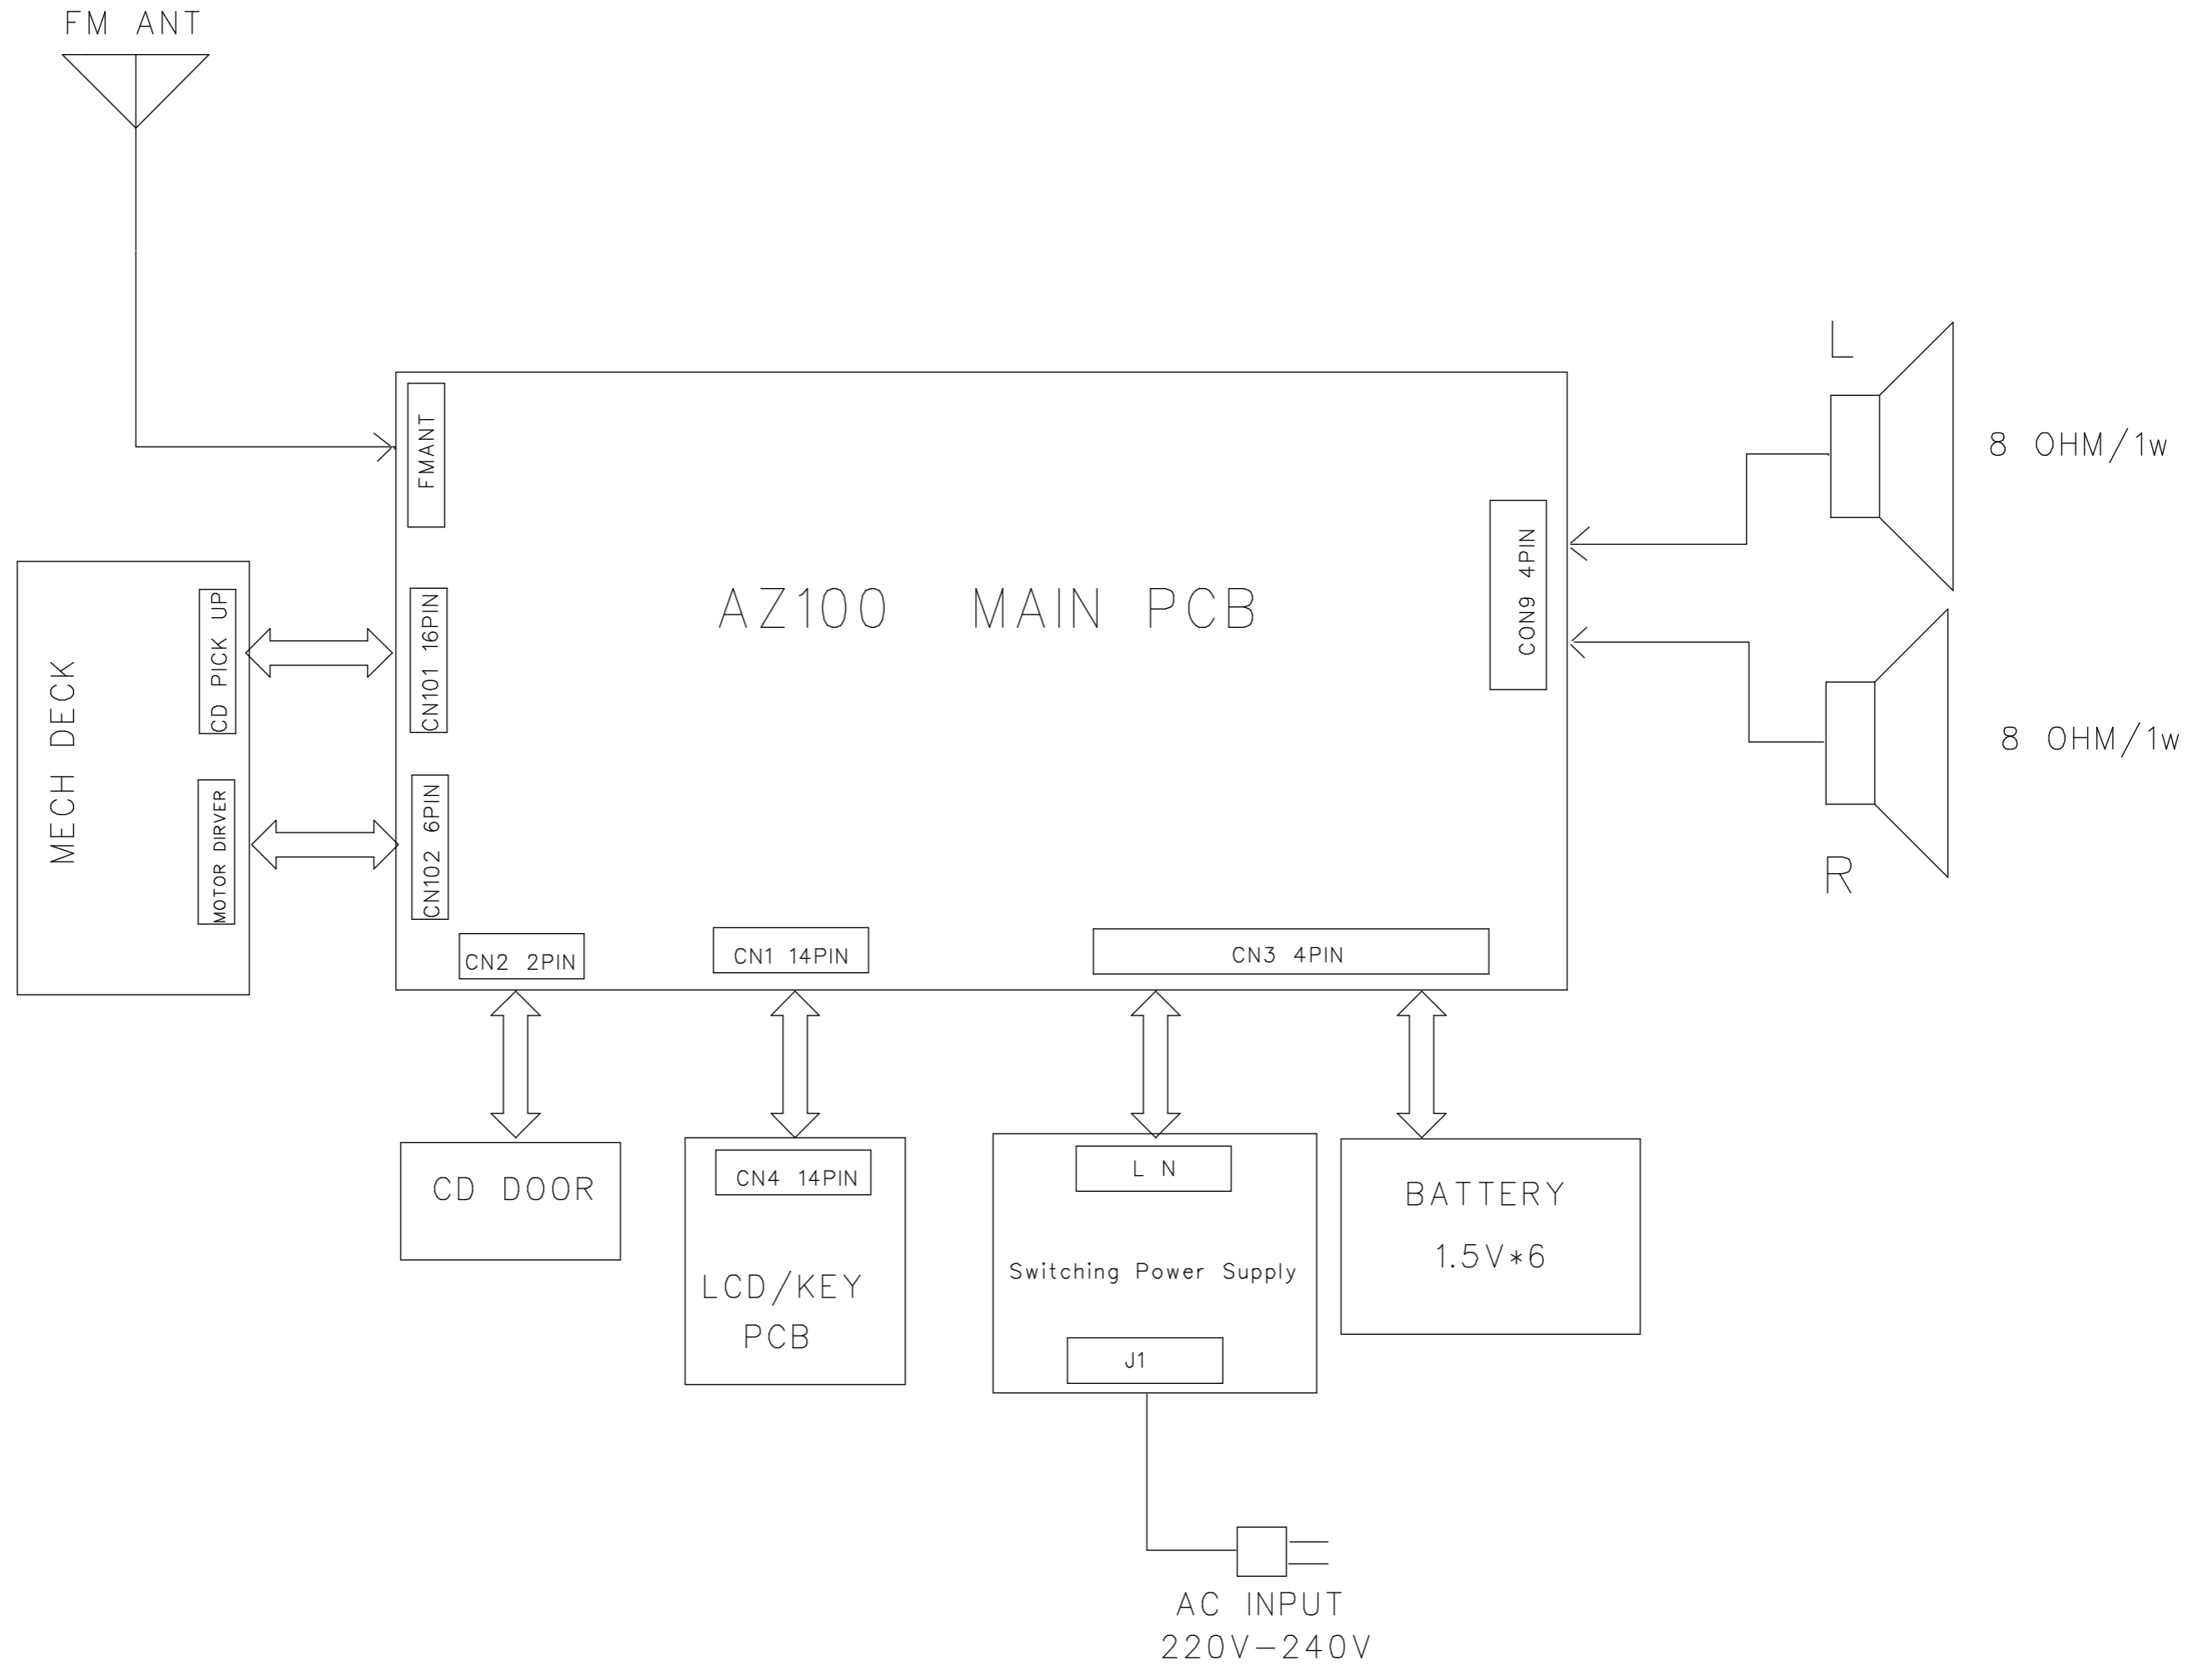 FM ANT
L
8 OHM/1w
FMANT
CON9 4PIN
AZ100 MAIN PCB
CD PICK UP
CN101 16PIN
MECH DECK
8 OHM/1w
MOTOR DIRVER
CN102 6PIN
R
CN2 2PIN
CN1 14PIN
CN3 4PIN
CD DOOR
CN4 14PIN
LCD/KEY
PCB
L N
Switching Power Supply
J1
BATTERY
1.5V*6
AC INPUT
220V-240V